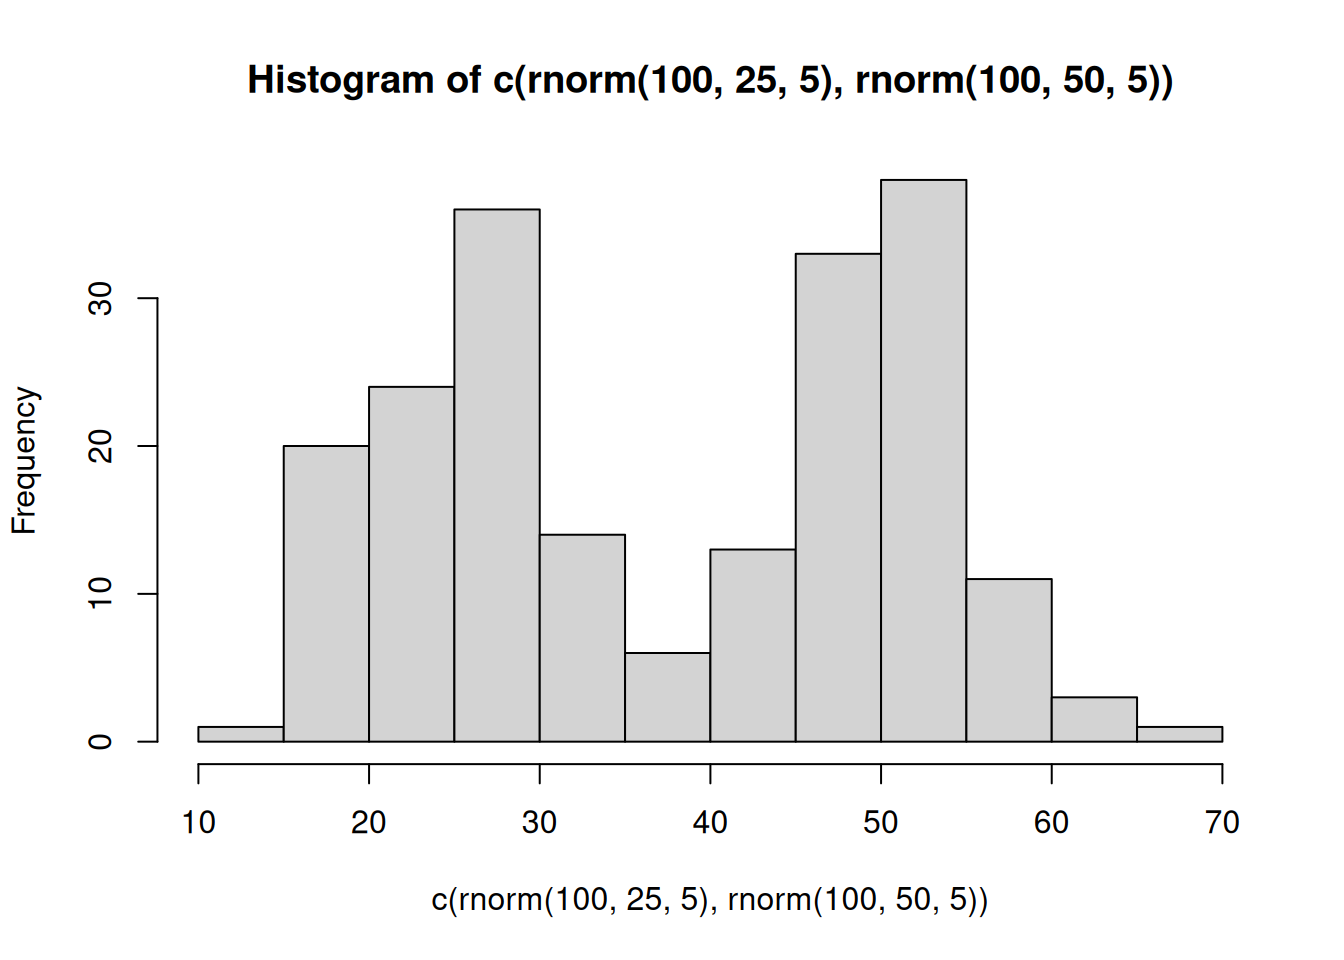 Histogram of c(rnorm(100, 25, 5), rnorm(100, 50, 5))
Frequency
30
20
10
0
10 20 30 40 50 60 70
c(rnorm(100, 25, 5), rnorm(100, 50, 5))